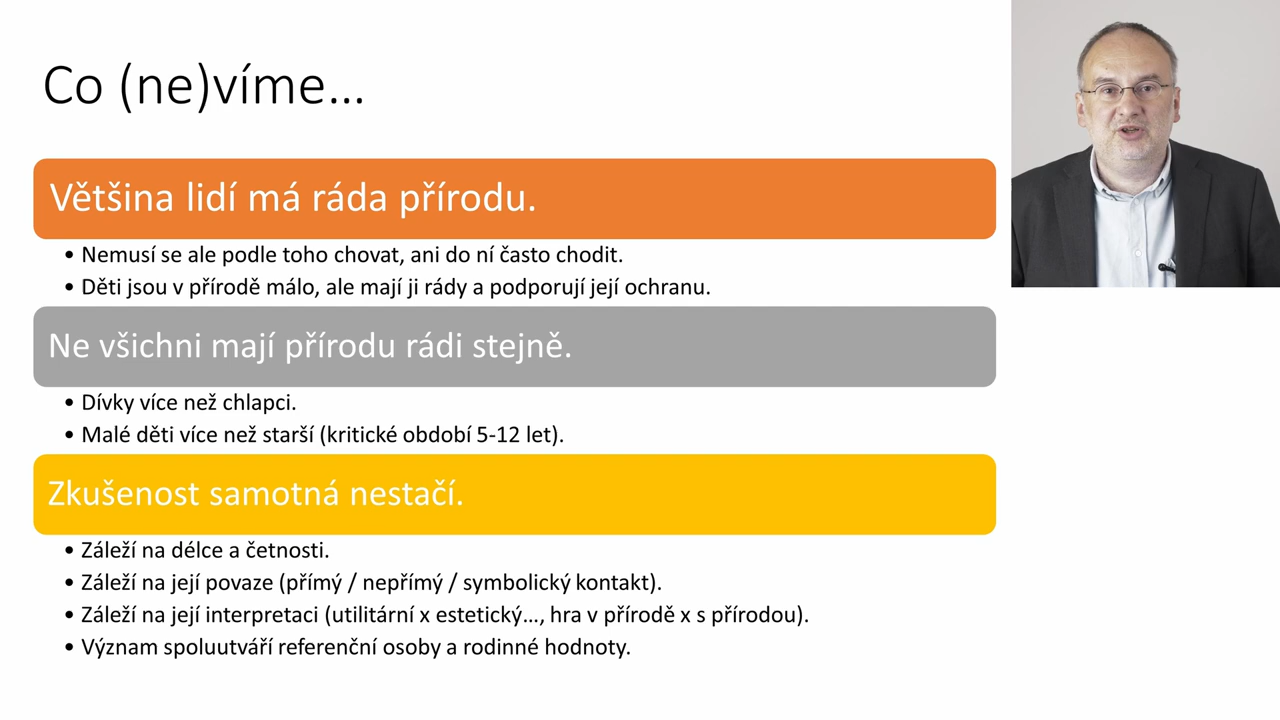 Co (ne)víme...
Většina lidí má ráda přírodu.
• Nemusí se ale podle toho chovat, ani do ní často chodit.
• Děti jsou v přírodě málo, ale mají ji rády a podporují její ochranu.
Ne všichni mají přírodu rádi stejně.
• Dívky více než chlapci.
• Malé děti více než starší (kritické období 5-12 let).
Zkušenost samotná nestačí.
• Záleží na délce a četnosti.
• Záleží na její povaze (přímý / nepřímý / symbolický kontakt).
• Záleží na její interpretaci (utilitární x estetický..., hra v přírodě x s přírodou).
• Význam spoluutváří referenční osoby a rodinné hodnoty.